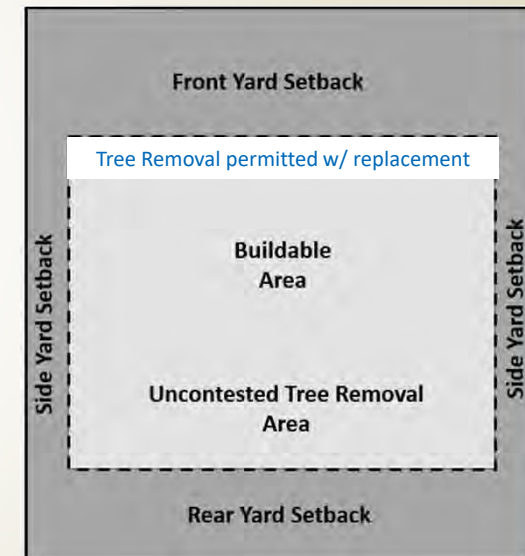 Front Yard Setback
Tree Removal permitted w/ replacement
Side Yard Setback
Buildable
Area
Side Yard Setback
Uncontested Tree Removal
Area
Rear Yard Setback